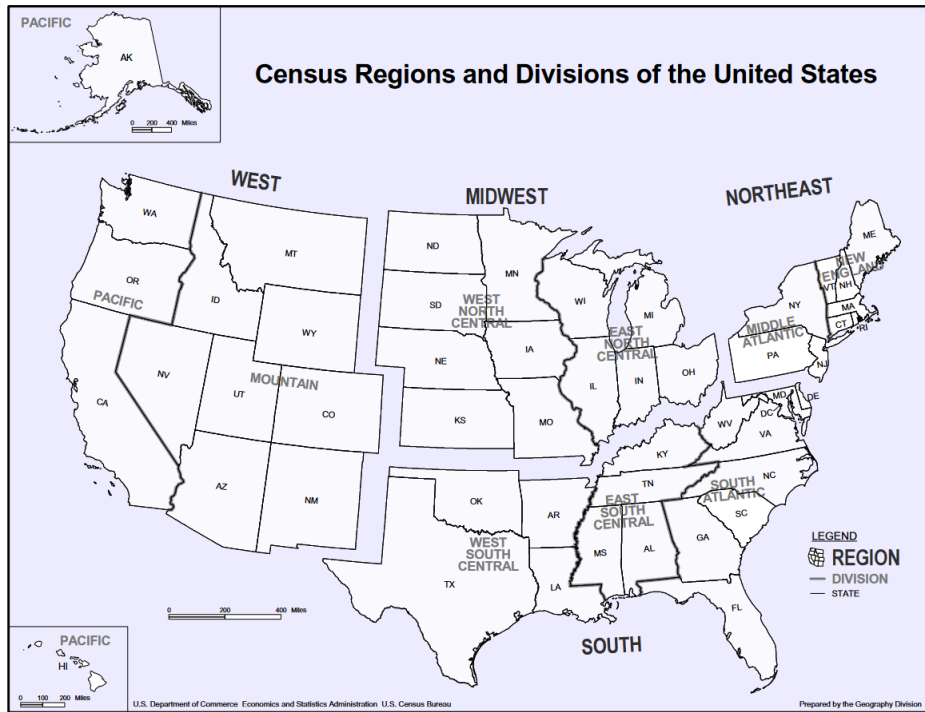 PACIFIC
AK
0 200 400 Miles
Census Regions and Divisions of the United States
WEST
MIDWEST
NORTHEAST
WA
MT
ND
MN
ME
OR
ID
PACIFIC
SD
WEST
NORTH
CENTRAL
WI
MI
EAST
NORTH
CENTRAL
NY
NEW
ENGLAND
VT
NH
MA
CT
RI
MIDDLE
ATLANTIC
PA
NJ
WY
IA
NE
NV
UT
MOUNTAIN
CO
CA
KS
MO
IL
IN
OH
MD
DE
DC
WV
VA
KY
AZ
NM
OK
AR
TN
NC
SOUTH
ATLANTIC
SC
EAST
SOUTH
CENTRAL
MS
AL
GA
WEST
SOUTH
CENTRAL
TX
LA
FL
SOUTH
LEGEND
REGION
DIVISION
STATE
0 200 400 Miles
PACIFIC
HI
0 100 200 Miles
U.S. Department of Commerce Economics and Statistics Administration U.S. Census Bureau
Prepared by the Geography Division